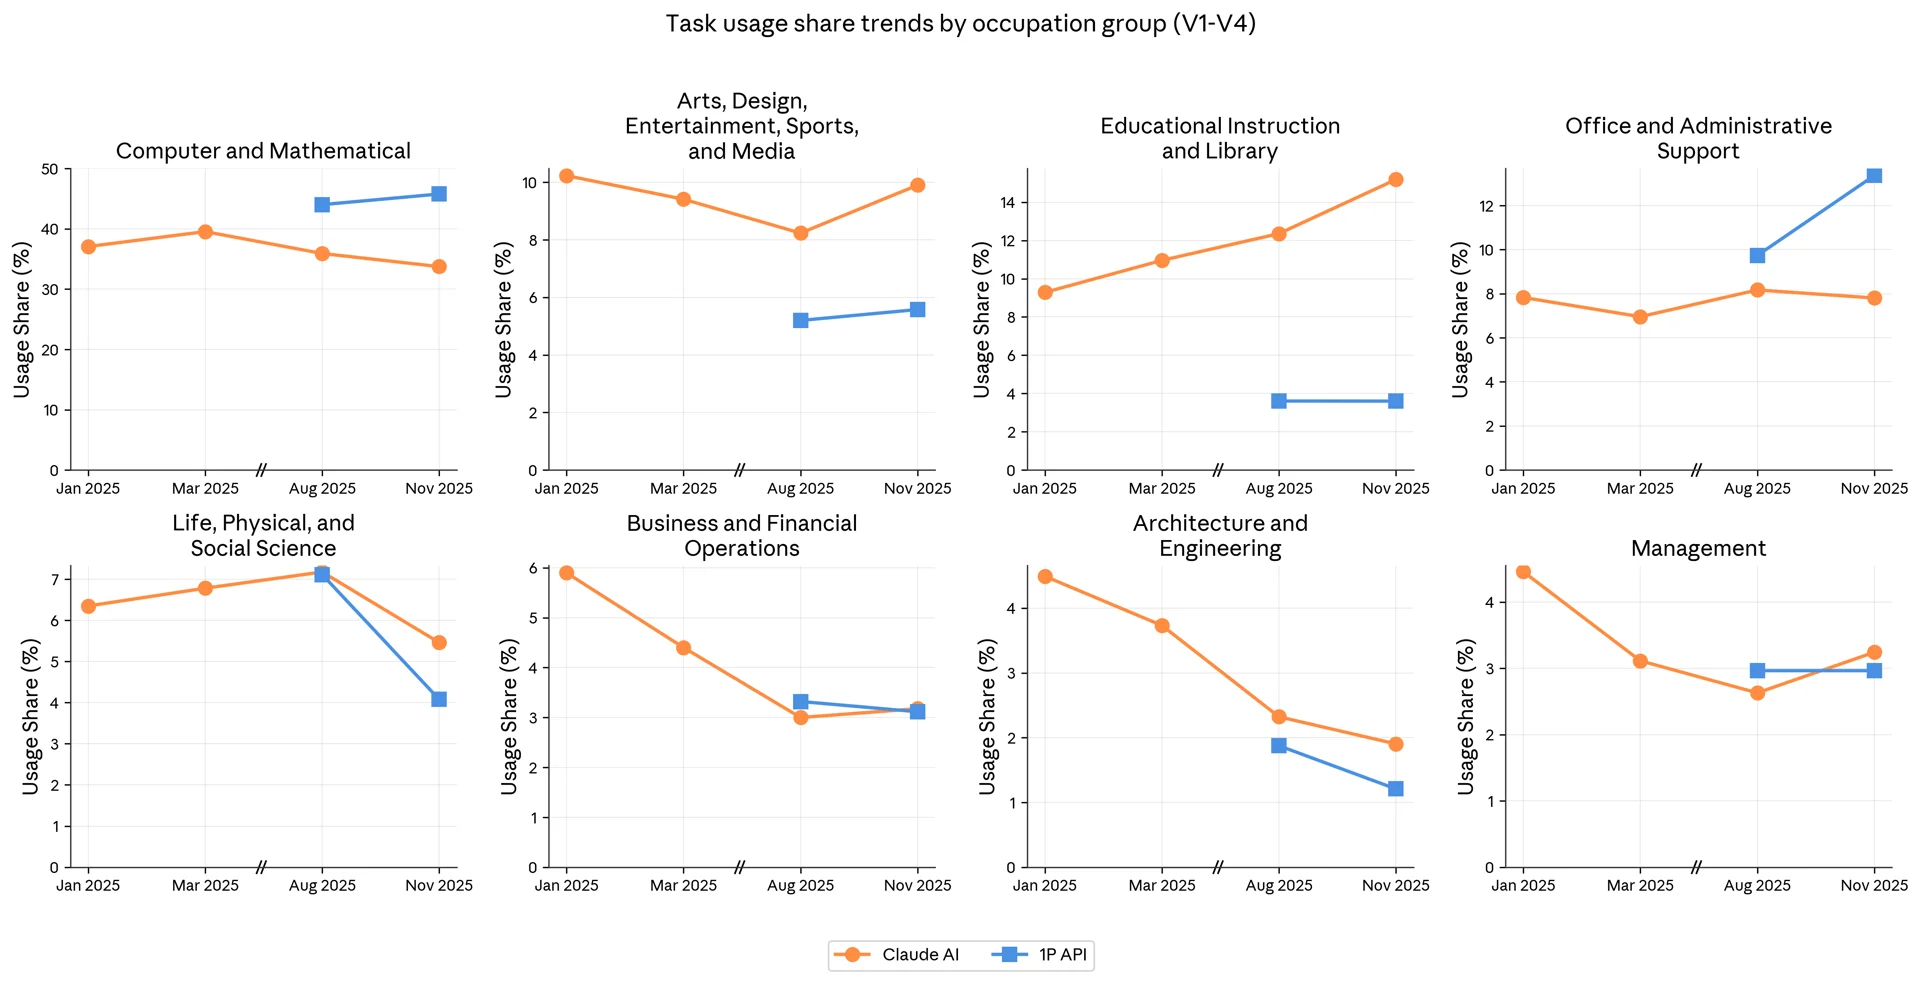 Task usage share trends by occupation group (V1-V4)
Computer and Mathematical
Usage Share (%)
50
40
30
20
10
0
Jan 2025 Mar 2025 Aug 2025 Nov 2025
Arts, Design,
Entertainment, Sports,
and Media
Usage Share (%)
10
8
6
4
2
0
Jan 2025 Mar 2025 Aug 2025 Nov 2025
Educational Instruction
and Library
Usage Share (%)
14
12
10
8
6
4
2
0
Jan 2025 Mar 2025 Aug 2025 Nov 2025
Office and Administrative
Support
Usage Share (%)
12
10
8
6
4
2
0
Jan 2025 Mar 2025 Aug 2025 Nov 2025
Life, Physical, and
Social Science
Usage Share (%)
7
6
5
4
3
2
1
0
Jan 2025 Mar 2025 Aug 2025 Nov 2025
Business and Financial
Operations
Usage Share (%)
6
5
4
3
2
1
0
Jan 2025 Mar 2025 Aug 2025 Nov 2025
Architecture and
Engineering
Usage Share (%)
4
3
2
1
0
Jan 2025 Mar 2025 Aug 2025 Nov 2025
Management
Usage Share (%)
4
3
2
1
0
Jan 2025 Mar 2025 Aug 2025 Nov 2025
Claude AI 1P API